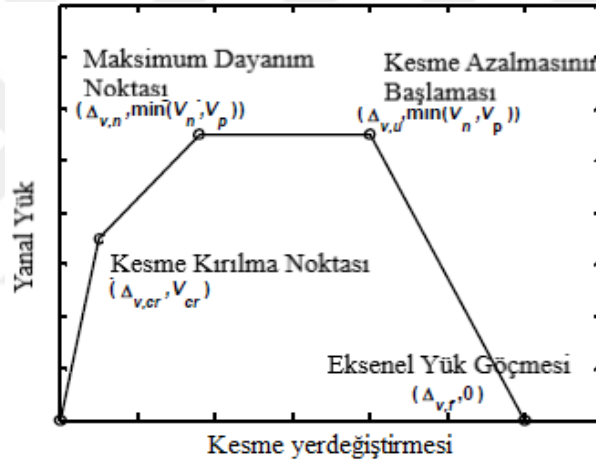 Maksimum Dayanım
Noktası
(Δv,n,min(Vn,Vp))
Kesme Azalmasının
Başlaması
(Δv,u,min(Vn,Vp))
Yanal Yük
Kesme Kırılma Noktası
(Δv,cr,Vcr)
Eksenel Yük Göçmesi
(Δv,f,0)
Kesme yerdeğiştirmesi